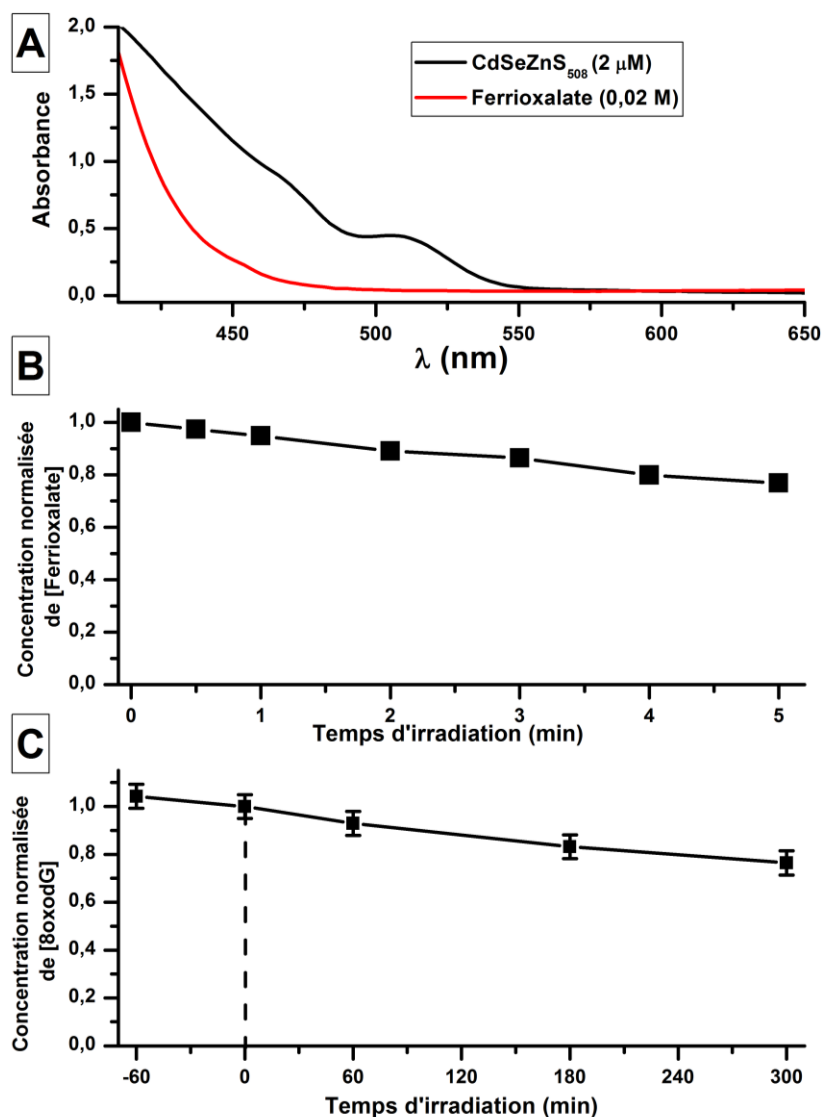 A
2,0
1,5
1,0
0,5
0,0
Absorbance
CdSeZnS508 (2 μM)
Ferrioxalate (0,02 M)
450 500 550 600 650
λ (nm)
B
1,0
0,8
0,6
0,4
0,2
0,0
Concentration normalisée
de [Ferrioxalate]
0 1 2 3 4 5
Temps d'irradiation (min)
C
1,0
0,8
0,6
0,4
0,2
0,0
Concentration normalisée
de [8oxodG]
-60 0 60 120 180 240 300
Temps d'irradiation (min)